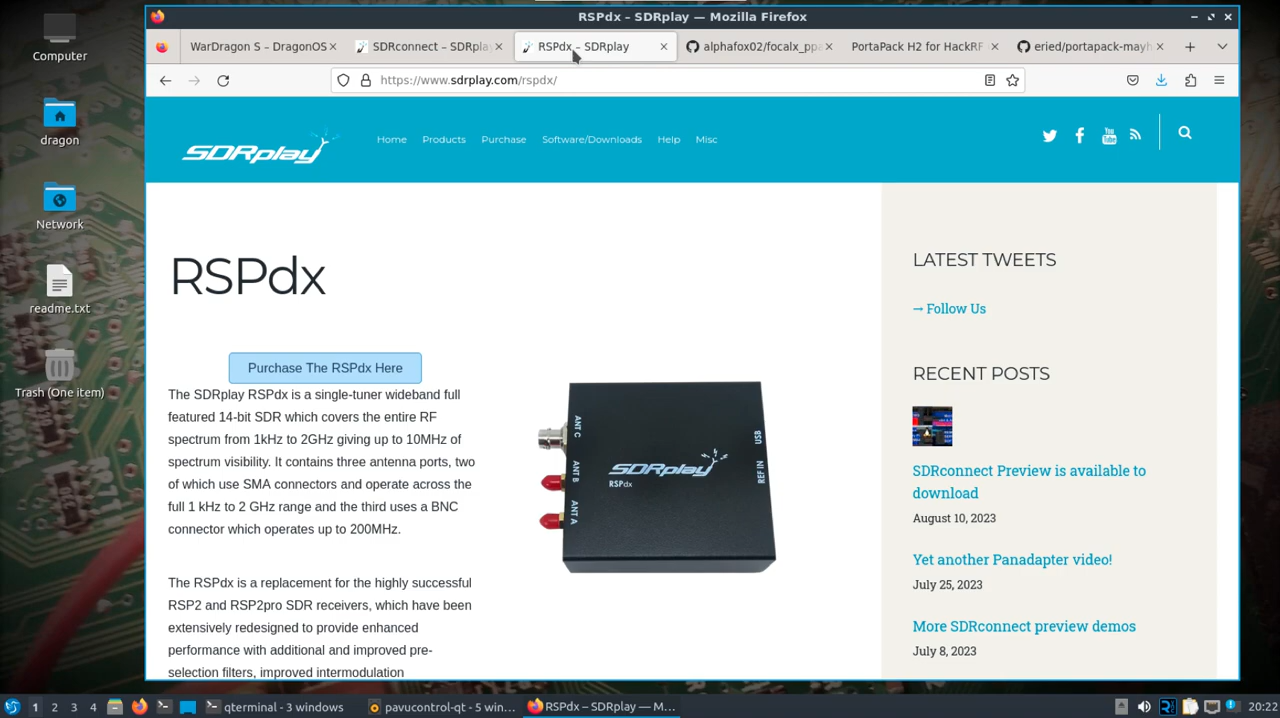 RSPdx – SDRplay — Mozilla Firefox
WarDragon S – DragonOS
SDRconnect – SDRpla
RSPdx – SDRplay
alphafox02/focalx_ppa
PortaPack H2 for HackRF
eried/portapack-mayh
https://www.sdrplay.com/rspdx/
SDRplay
Home
Products
Purchase
Software/Downloads
Help
Misc
Computer
dragon
Network
readme.txt
Trash (One item)
RSPdx
Purchase The RSPdx Here
The SDRplay RSPdx is a single-tuner wideband full
featured 14-bit SDR which covers the entire RF
spectrum from 1kHz to 2GHz giving up to 10MHz of
spectrum visibility. It contains three antenna ports, two
of which use SMA connectors and operate across the
full 1 kHz to 2 GHz range and the third uses a BNC
connector which operates up to 200MHz.
The RSPdx is a replacement for the highly successful
RSP2 and RSP2pro SDR receivers, which have been
extensively redesigned to provide enhanced
performance with additional and improved pre-
selection filters, improved intermodulation
ANT C
ANT B
ANT A
SDRplay
RSPdx
USB
REF IN
LATEST TWEETS
→ Follow Us
RECENT POSTS
SDRconnect Preview is available to
download
August 10, 2023
Yet another Panadapter video!
July 25, 2023
More SDRconnect preview demos
July 8, 2023
1 2 3 4
qterminal - 3 windows
pavucontrol-qt - 5 win...
RSPdx – SDRplay — M...
20:22